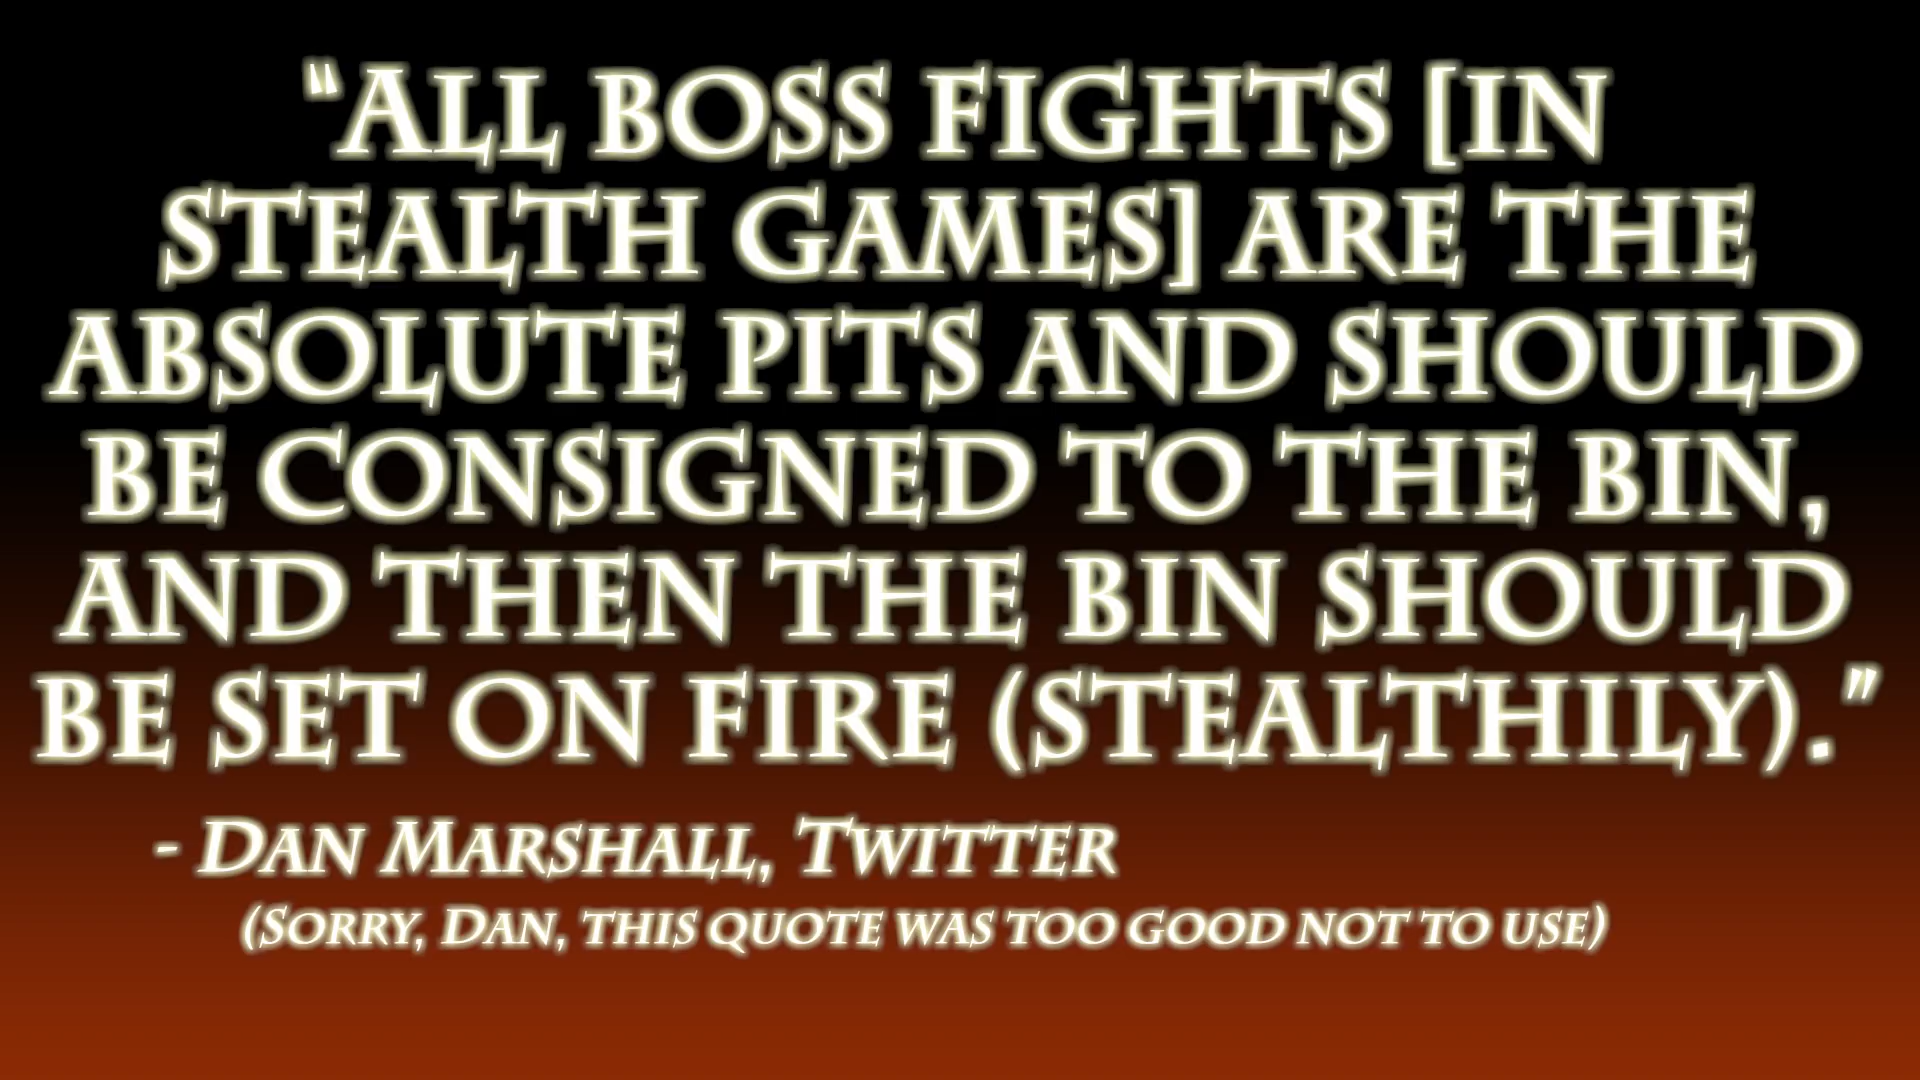 “All boss fights [in
stealth games] are the
absolute pits and should
be consigned to the bin,
and then the bin should
be set on fire (stealthily).”
- Dan Marshall, Twitter
(Sorry, Dan, this quote was too good not to use)